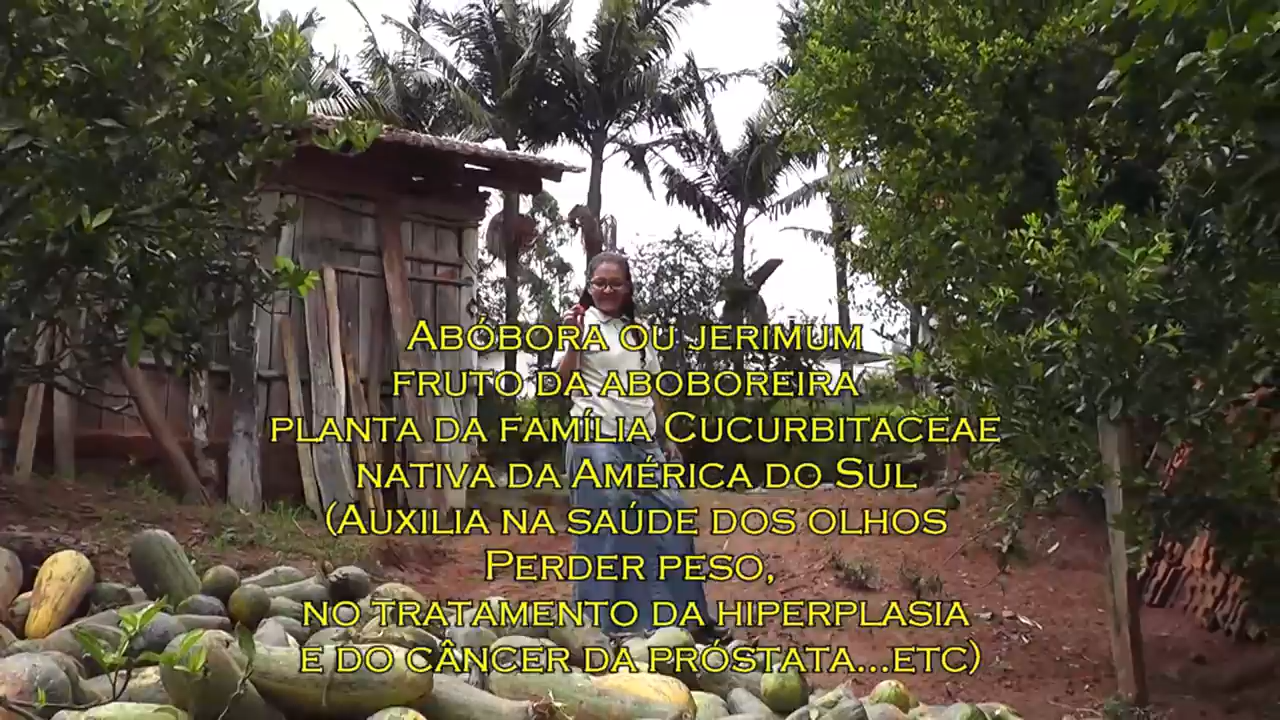 Abóbora ou jerimum
fruto da aboboreira
planta da família Cucurbitaceae
nativa da América do Sul
(Auxilia na saúde dos olhos
Perder peso,
no tratamento da hiperplasia
e do câncer da próstata...etc)